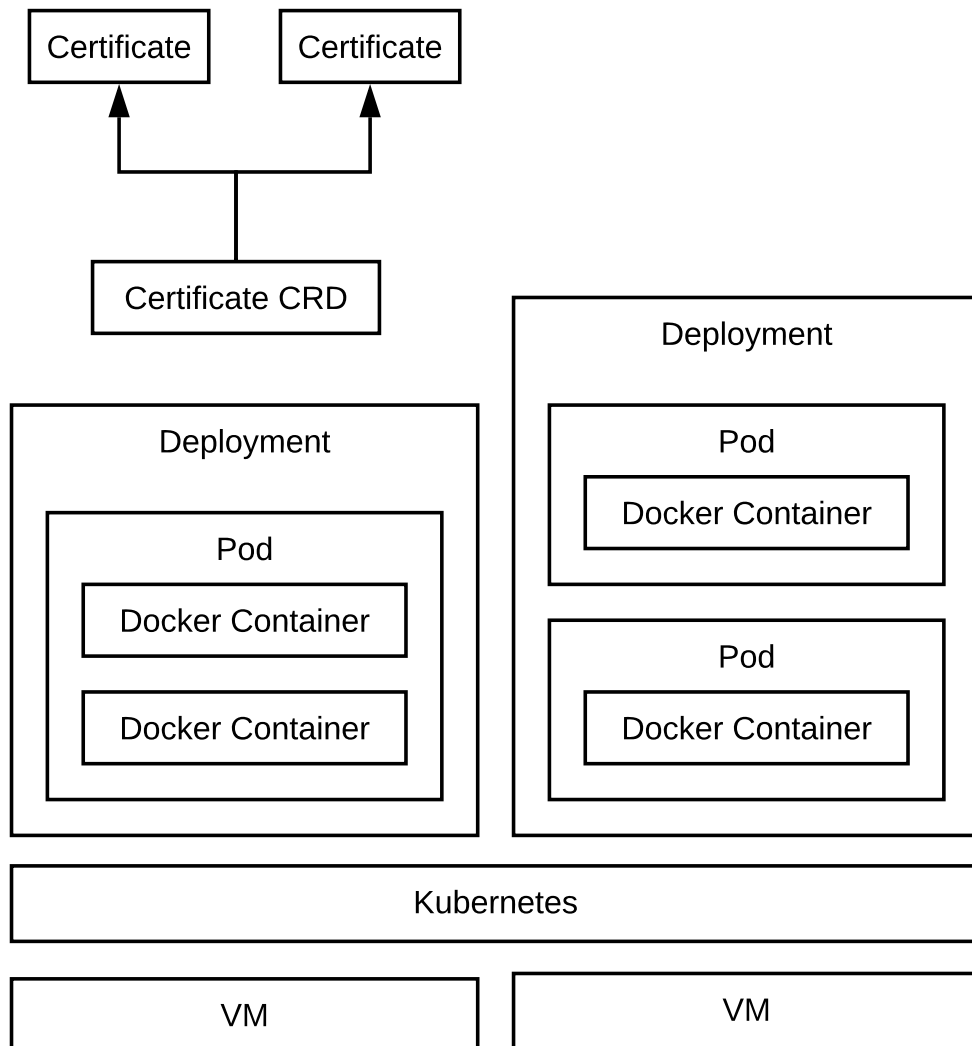 Certificate
Certificate
Certificate CRD
Deployment
Pod
Docker Container
Docker Container
Deployment
Pod
Docker Container
Pod
Docker Container
Kubernetes
VM
VM